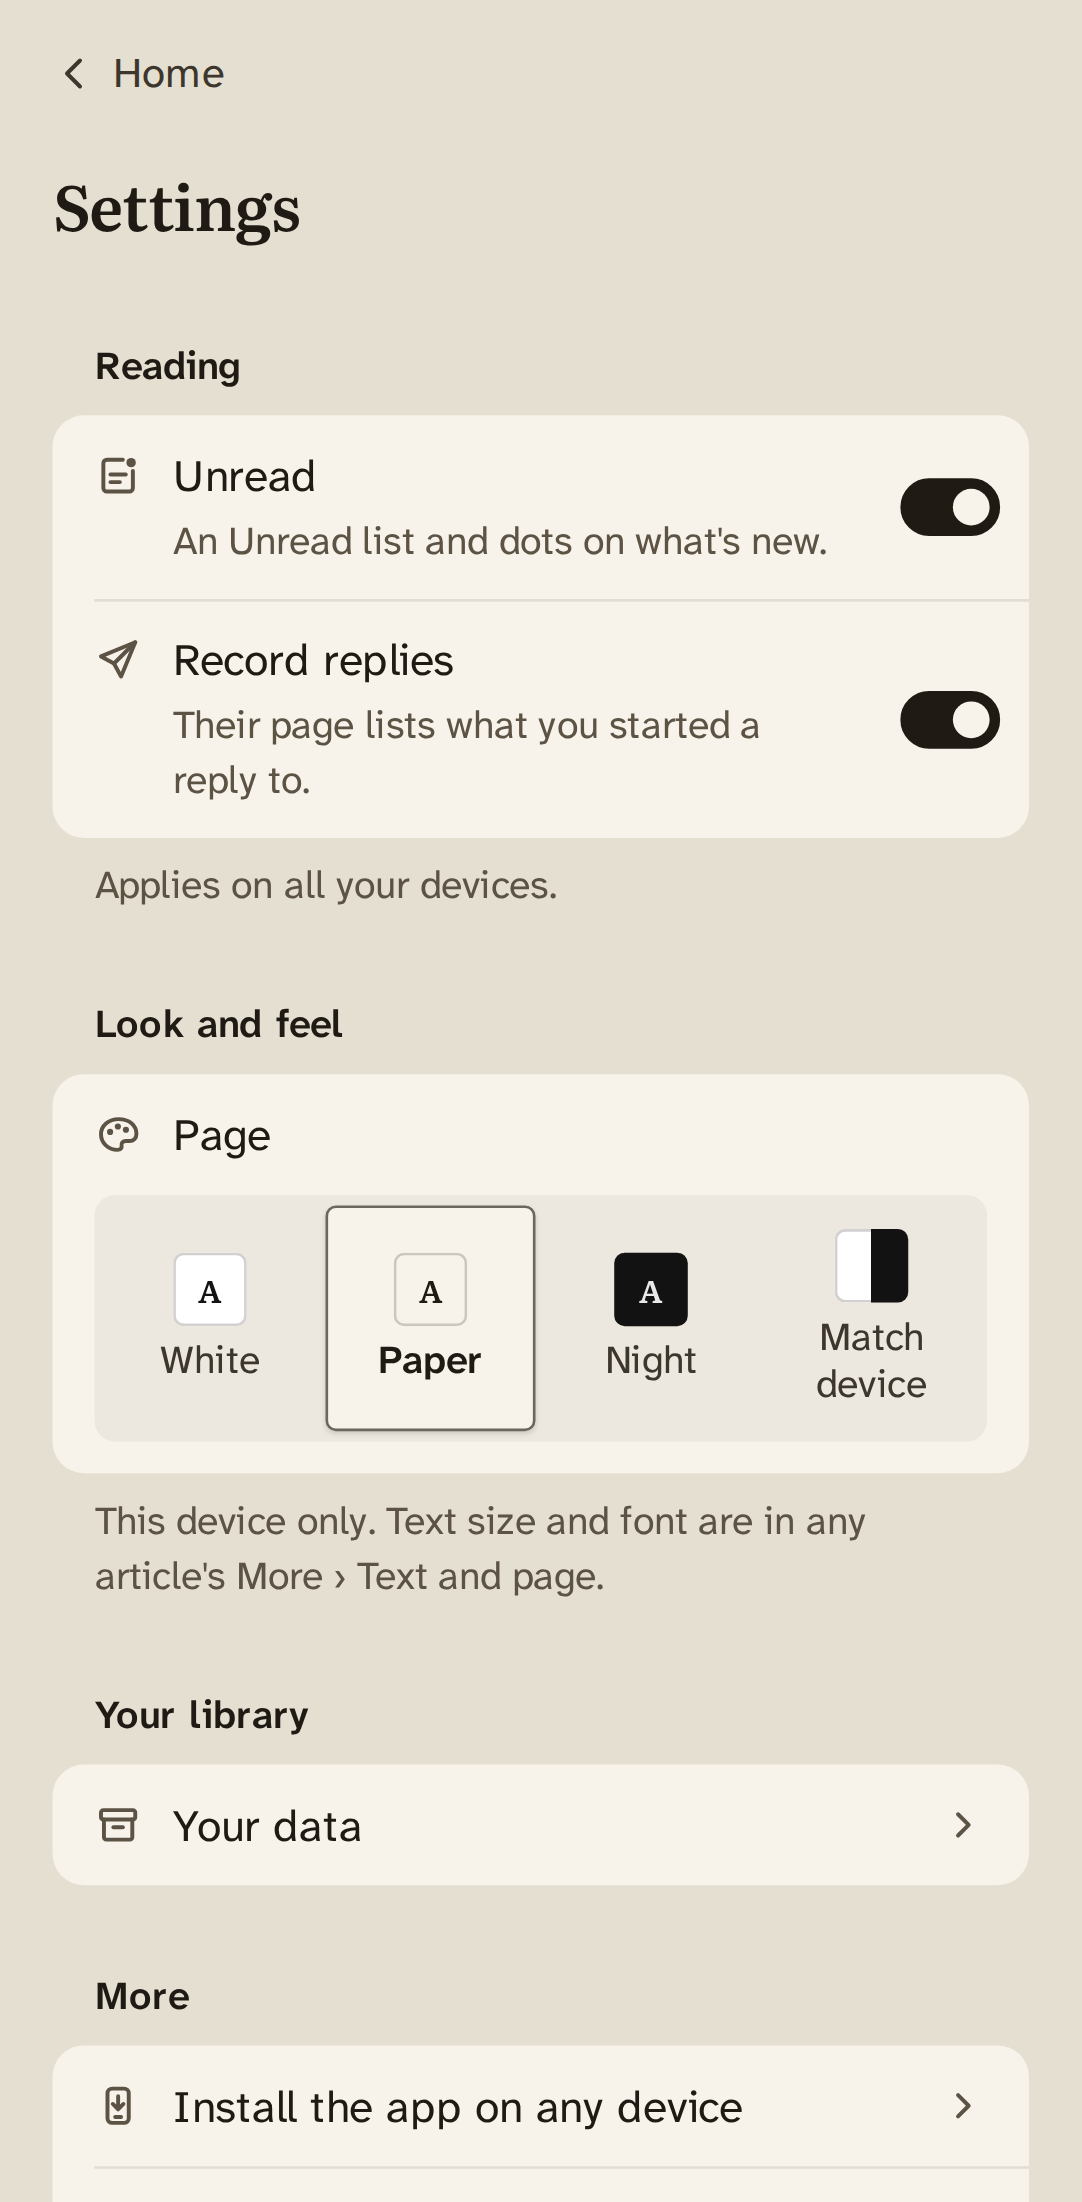 Home
Settings
Reading
Unread
An Unread list and dots on what's new.
Record replies
Their page lists what you started a
reply to.
Applies on all your devices.
Look and feel
Page
A
White
A
Paper
A
Night
Match
device
This device only. Text size and font are in any
article's More › Text and page.
Your library
Your data
More
Install the app on any device